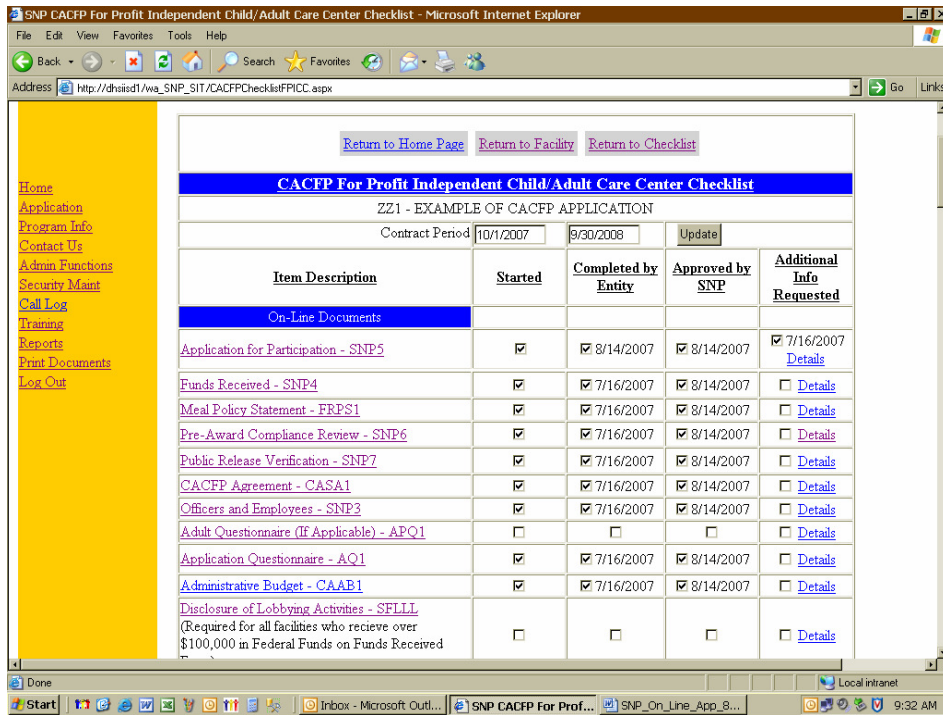 SNP CACFP For Profit Independent Child/Adult Care Center Checklist - Microsoft Internet Explorer
File Edit View Favorites Tools Help
Back Search Favorites
Address http://dhsiisd1/wa_SNP_SIT/CACFPChecklistFPICC.aspx Go Links
Home
Application
Program Info
Contact Us
Admin Functions
Security Maint
Call Log
Training
Reports
Print Documents
Log Out
Return to Home Page Return to Facility Return to Checklist
CACFP For Profit Independent Child/Adult Care Center Checklist
ZZ1 - EXAMPLE OF CACFP APPLICATION
Contract Period 10/1/2007 9/30/2008 Update
Item Description Started Completed by Entity Approved by SNP Additional Info Requested
On-Line Documents
Application for Participation - SNP5 8/14/2007 8/14/2007 7/16/2007 Details
Funds Received - SNP4 7/16/2007 8/14/2007 Details
Meal Policy Statement - FRPS1 7/16/2007 8/14/2007 Details
Pre-Award Compliance Review - SNP6 7/16/2007 8/14/2007 Details
Public Release Verification - SNP7 7/16/2007 8/14/2007 Details
CACFP Agreement - CASA1 7/16/2007 8/14/2007 Details
Officers and Employees - SNP3 7/16/2007 8/14/2007 Details
Adult Questionnaire (If Applicable) - APQ1 Details
Application Questionnaire - AQ1 7/16/2007 8/14/2007 Details
Administrative Budget - CAAB1 7/16/2007 8/14/2007 Details
Disclosure of Lobbying Activities - SFLLL
(Required for all facilities who recieve over
$100,000 in Federal Funds on Funds Received
Details
Done Local intranet
Start Inbox - Microsoft Outl... SNP CACFP For Prof... SNP_On_Line_App_8... 9:32 AM